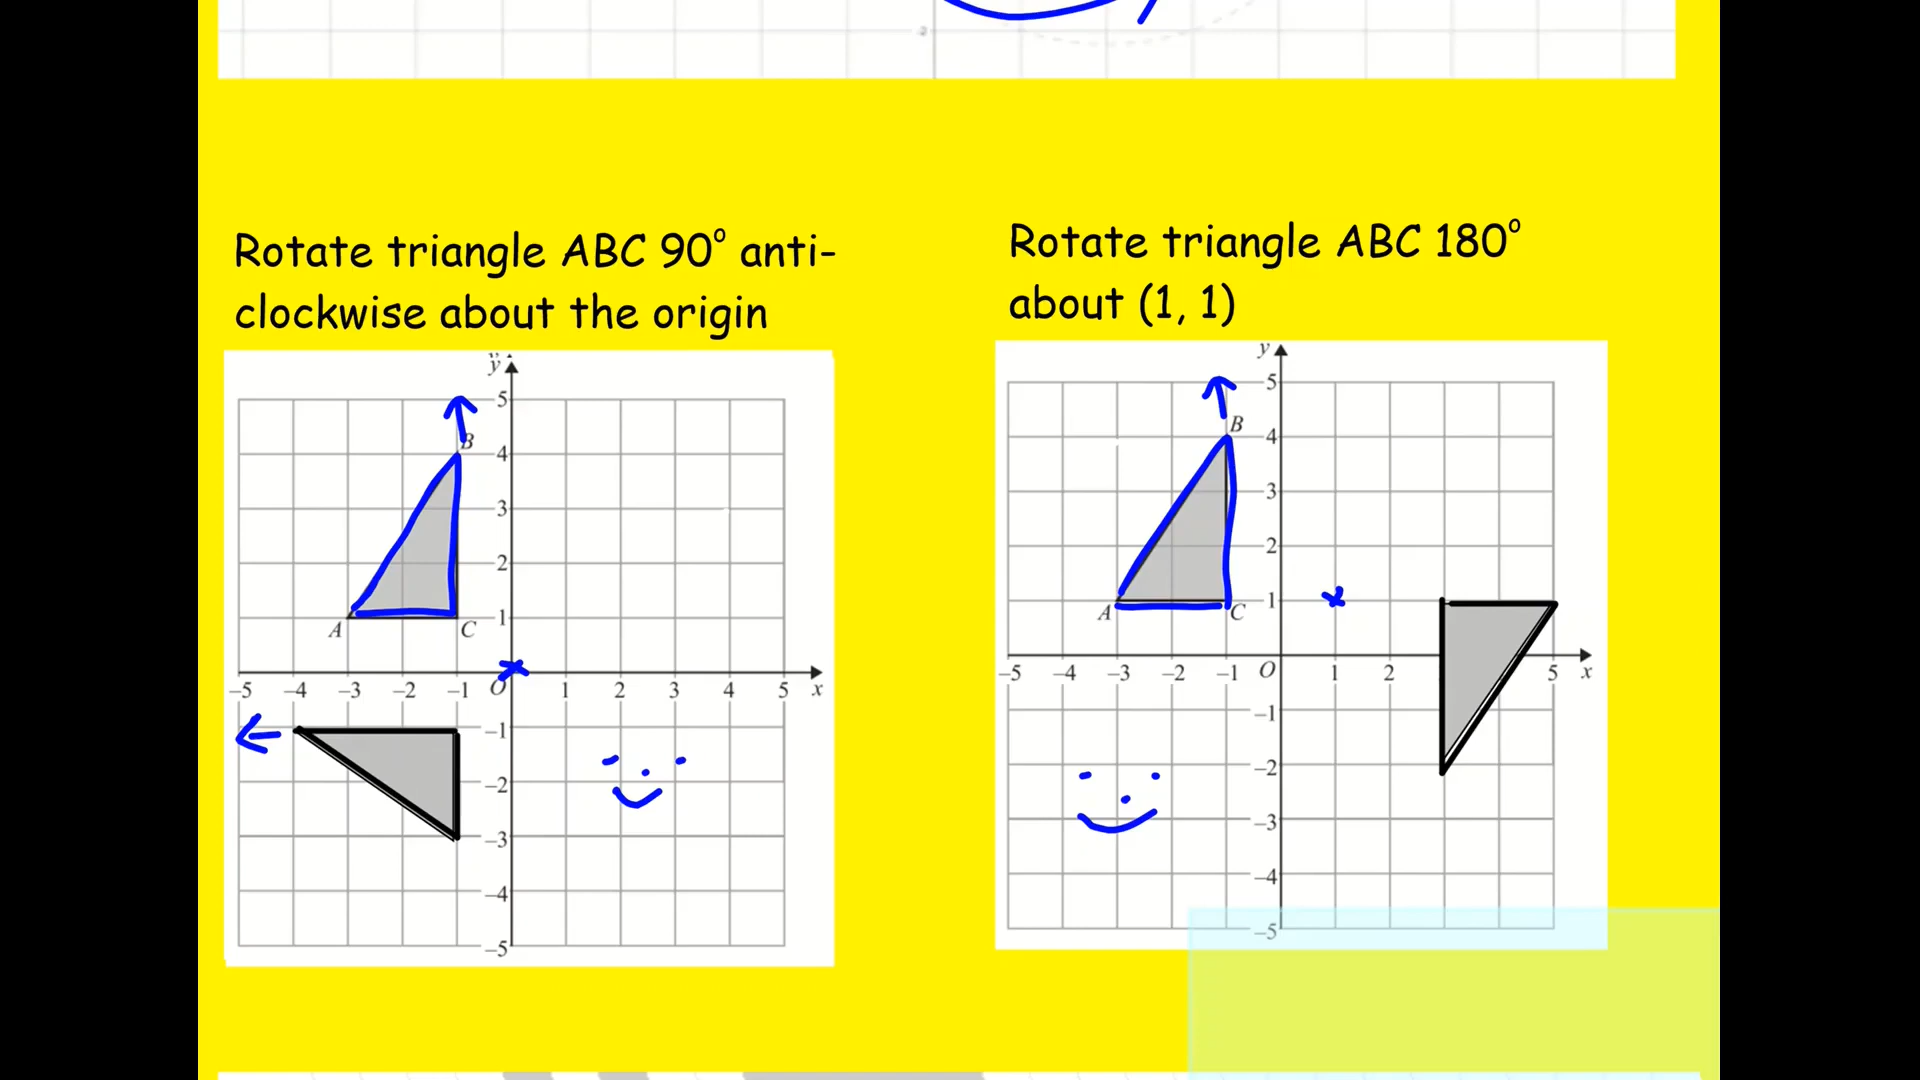 Rotate triangle ABC 90° anti-
clockwise about the origin
y
5
B
4
3
2
A
C
1
–5 –4 –3 –2 –1 O 1 2 3 4 5 x
–1
–2
–3
–4
–5
Rotate triangle ABC 180°
about (1, 1)
y
5
B
4
3
2
A
C
1
–5 –4 –3 –2 –1 O 1 2 5 x
–1
–2
–3
–4
–5